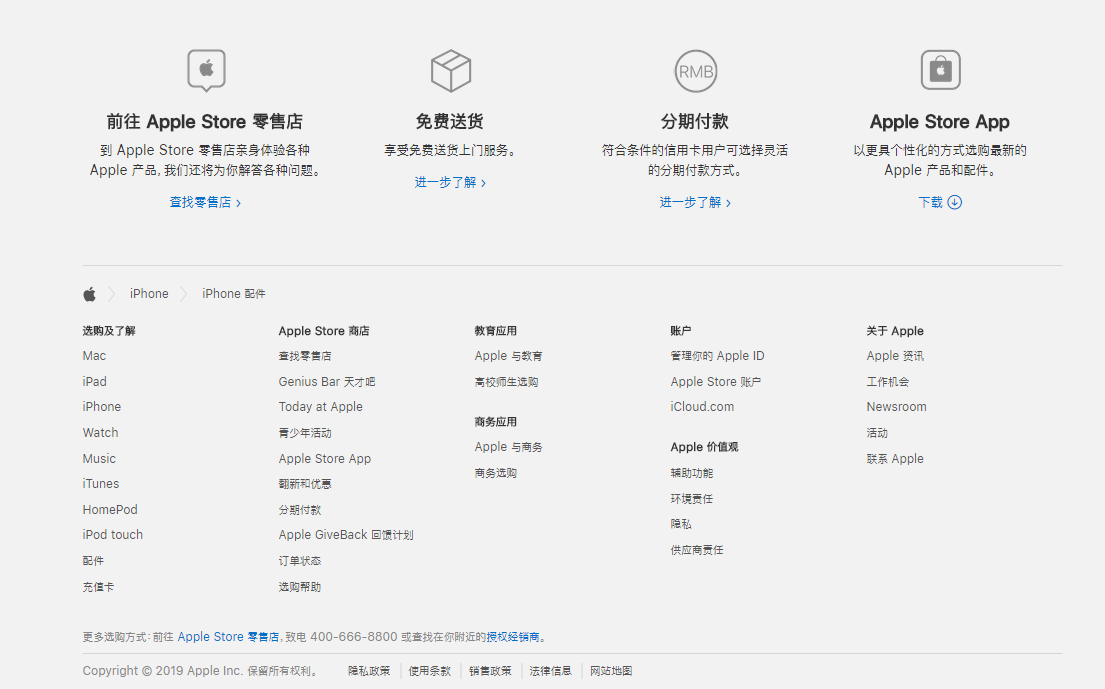 RMB
前往 Apple Store 零售店
到 Apple Store 零售店亲身体验各种
Apple 产品，我们还将为你解答各种问题。
查找零售店 ›
免费送货
享受免费送货上门服务。
进一步了解 ›
分期付款
符合条件的信用卡用户可选择灵活
的分期付款方式。
进一步了解 ›
Apple Store App
以更具个性化的方式选购最新的
Apple 产品和配件。
下载
iPhone
iPhone 配件
选购及了解
Mac
iPad
iPhone
Watch
Music
iTunes
HomePod
iPod touch
配件
充值卡
Apple Store 商店
查找零售店
Genius Bar 天才吧
Today at Apple
青少年活动
Apple Store App
翻新和优惠
分期付款
Apple GiveBack 回馈计划
订单状态
选购帮助
教育应用
Apple 与教育
高校师生选购
商务应用
Apple 与商务
商务选购
账户
管理你的 Apple ID
Apple Store 账户
iCloud.com
Apple 价值观
辅助功能
环境责任
隐私
供应商责任
关于 Apple
Apple 资讯
工作机会
Newsroom
活动
联系 Apple
更多选购方式：前往 Apple Store 零售店，致电 400-666-8800 或查找在你附近的授权经销商。
Copyright © 2019 Apple Inc. 保留所有权利。 隐私政策 | 使用条款 | 销售政策 | 法律信息 | 网站地图